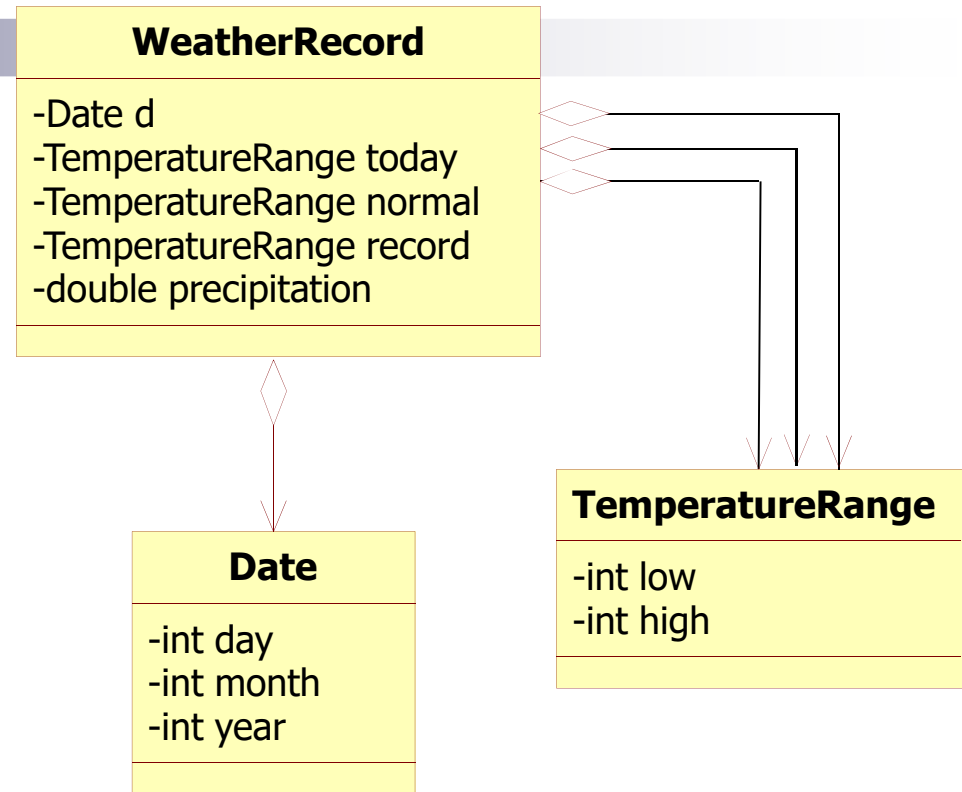 WeatherRecord
-Date d
-TemperatureRange today
-TemperatureRange normal
-TemperatureRange record
-double precipitation
Date
-int day
-int month
-int year
TemperatureRange
-int low
-int high